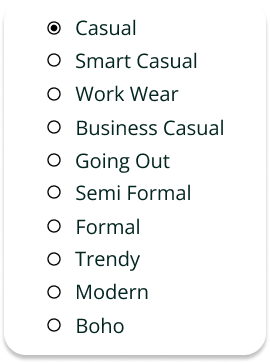 Casual
Smart Casual
Work Wear
Business Casual
Going Out
Semi Formal
Formal
Trendy
Modern
Boho